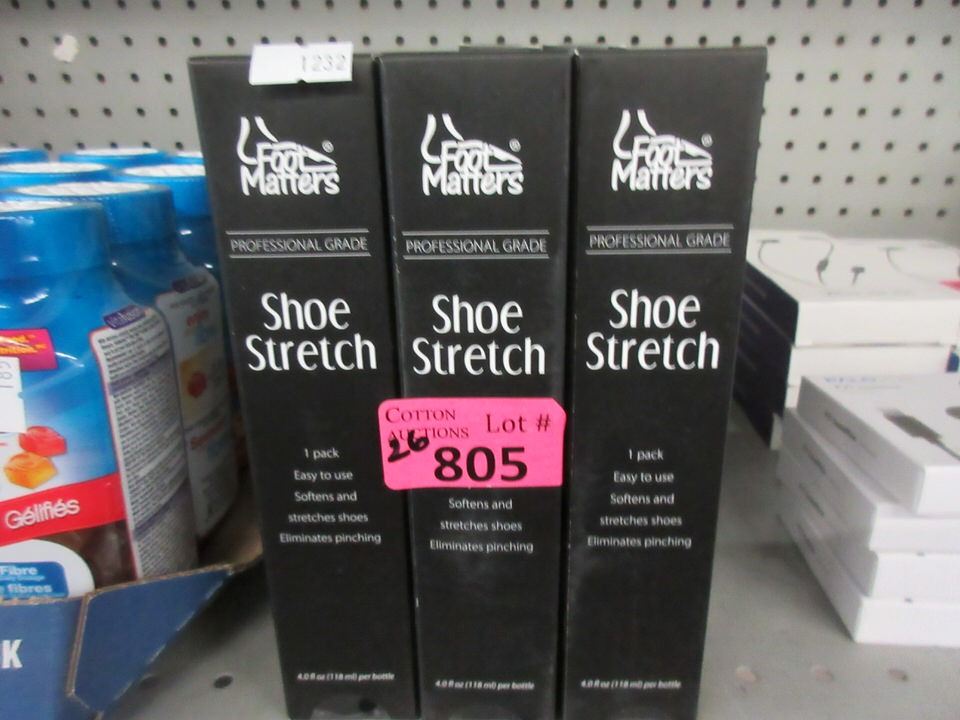 1232
Foot
Matters®
PROFESSIONAL GRADE
Shoe
Stretch
1 pack
Easy to use
Softens and
stretches shoes
Eliminates pinching
4.0 fl oz (118 ml) per bottle
Foot
Matters®
PROFESSIONAL GRADE
Shoe
Stretch
COTTON
AUCTIONS
Lot #
26
805
Softens and
stretches shoes
Eliminates pinching
4.0 fl oz (118 ml) per bottle
Foot
Matters®
PROFESSIONAL GRADE
Shoe
Stretch
1 pack
Easy to use
Softens and
stretches shoes
Eliminates pinching
4.0 fl oz (118 ml) per bottle
Gélifiés
Fibre
fibres
K